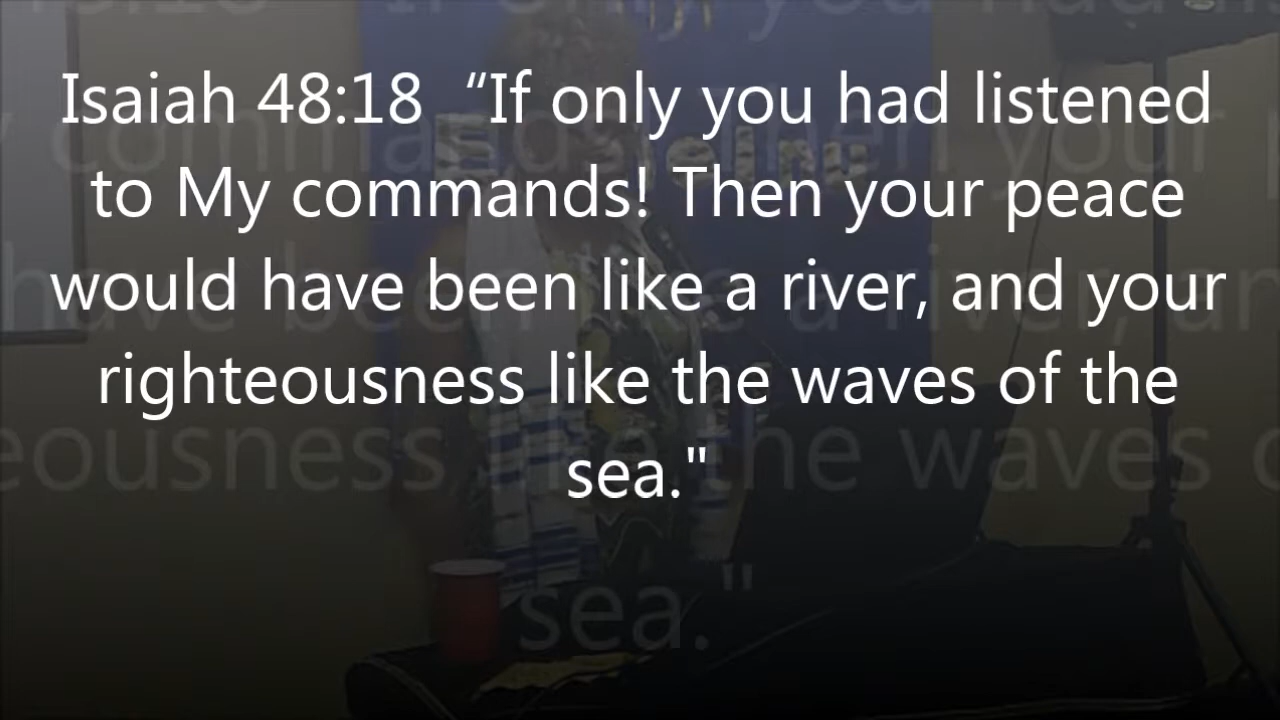 Isaiah 48:18 “If only you had listened
to My commands! Then your peace
would have been like a river, and your
righteousness like the waves of the
sea."